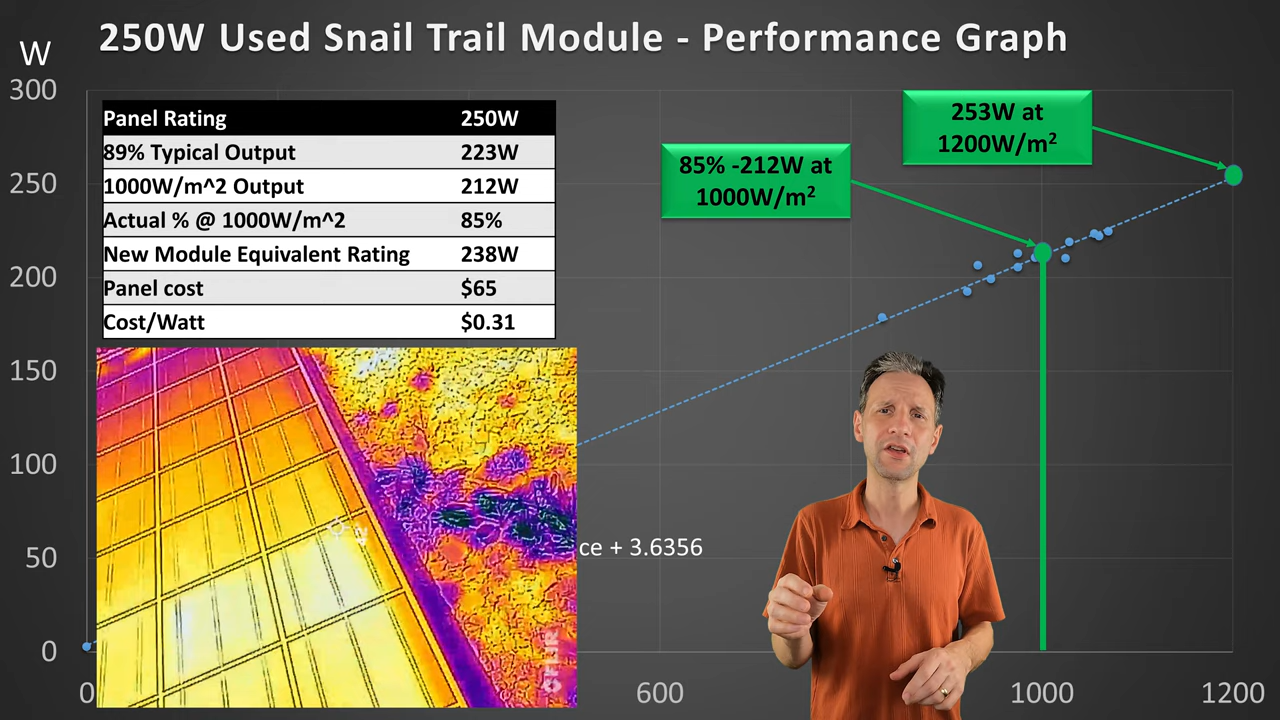 250W Used Snail Trail Module - Performance Graph
W
300
250
200
150
100
50
0
Panel Rating 250W
89% Typical Output 223W
1000W/m^2 Output 212W
Actual % @ 1000W/m^2 85%
New Module Equivalent Rating 238W
Panel cost $65
Cost/Watt $0.31
85% -212W at
1000W/m²
253W at
1200W/m²
ce + 3.6356
FLIR
0 600 1000 1200